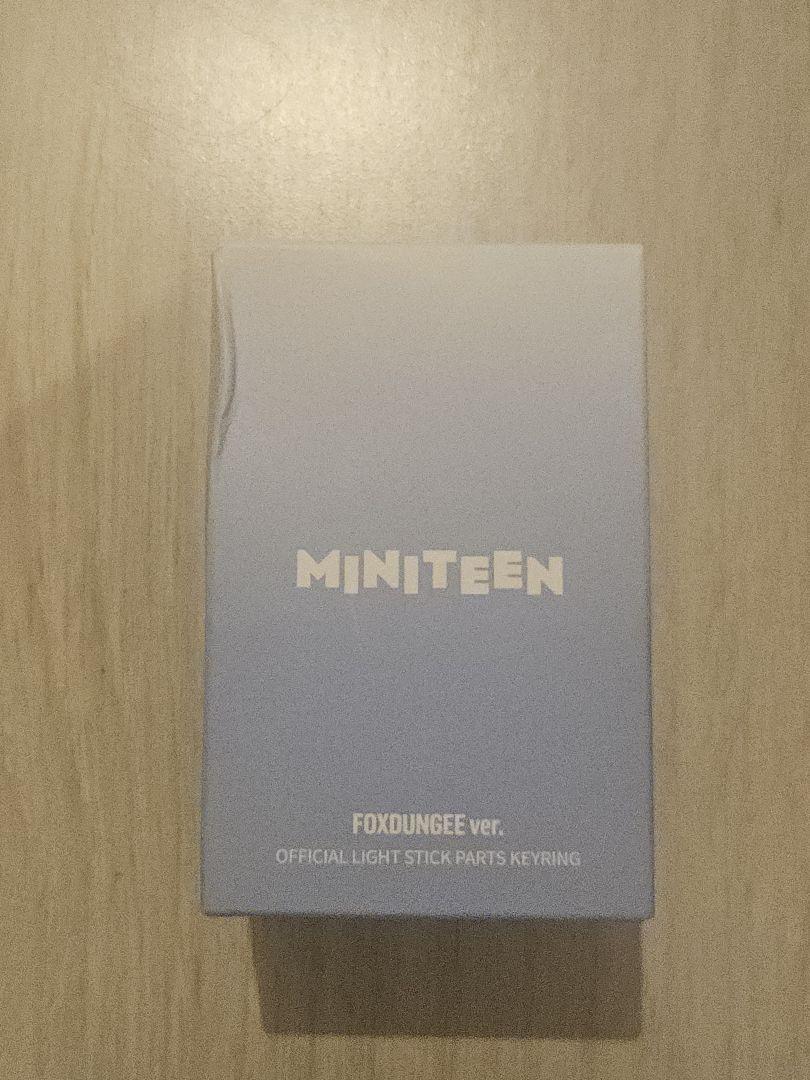 MINITEEN
FOXDUNGEE ver.
OFFICIAL LIGHT STICK PARTS KEYRING